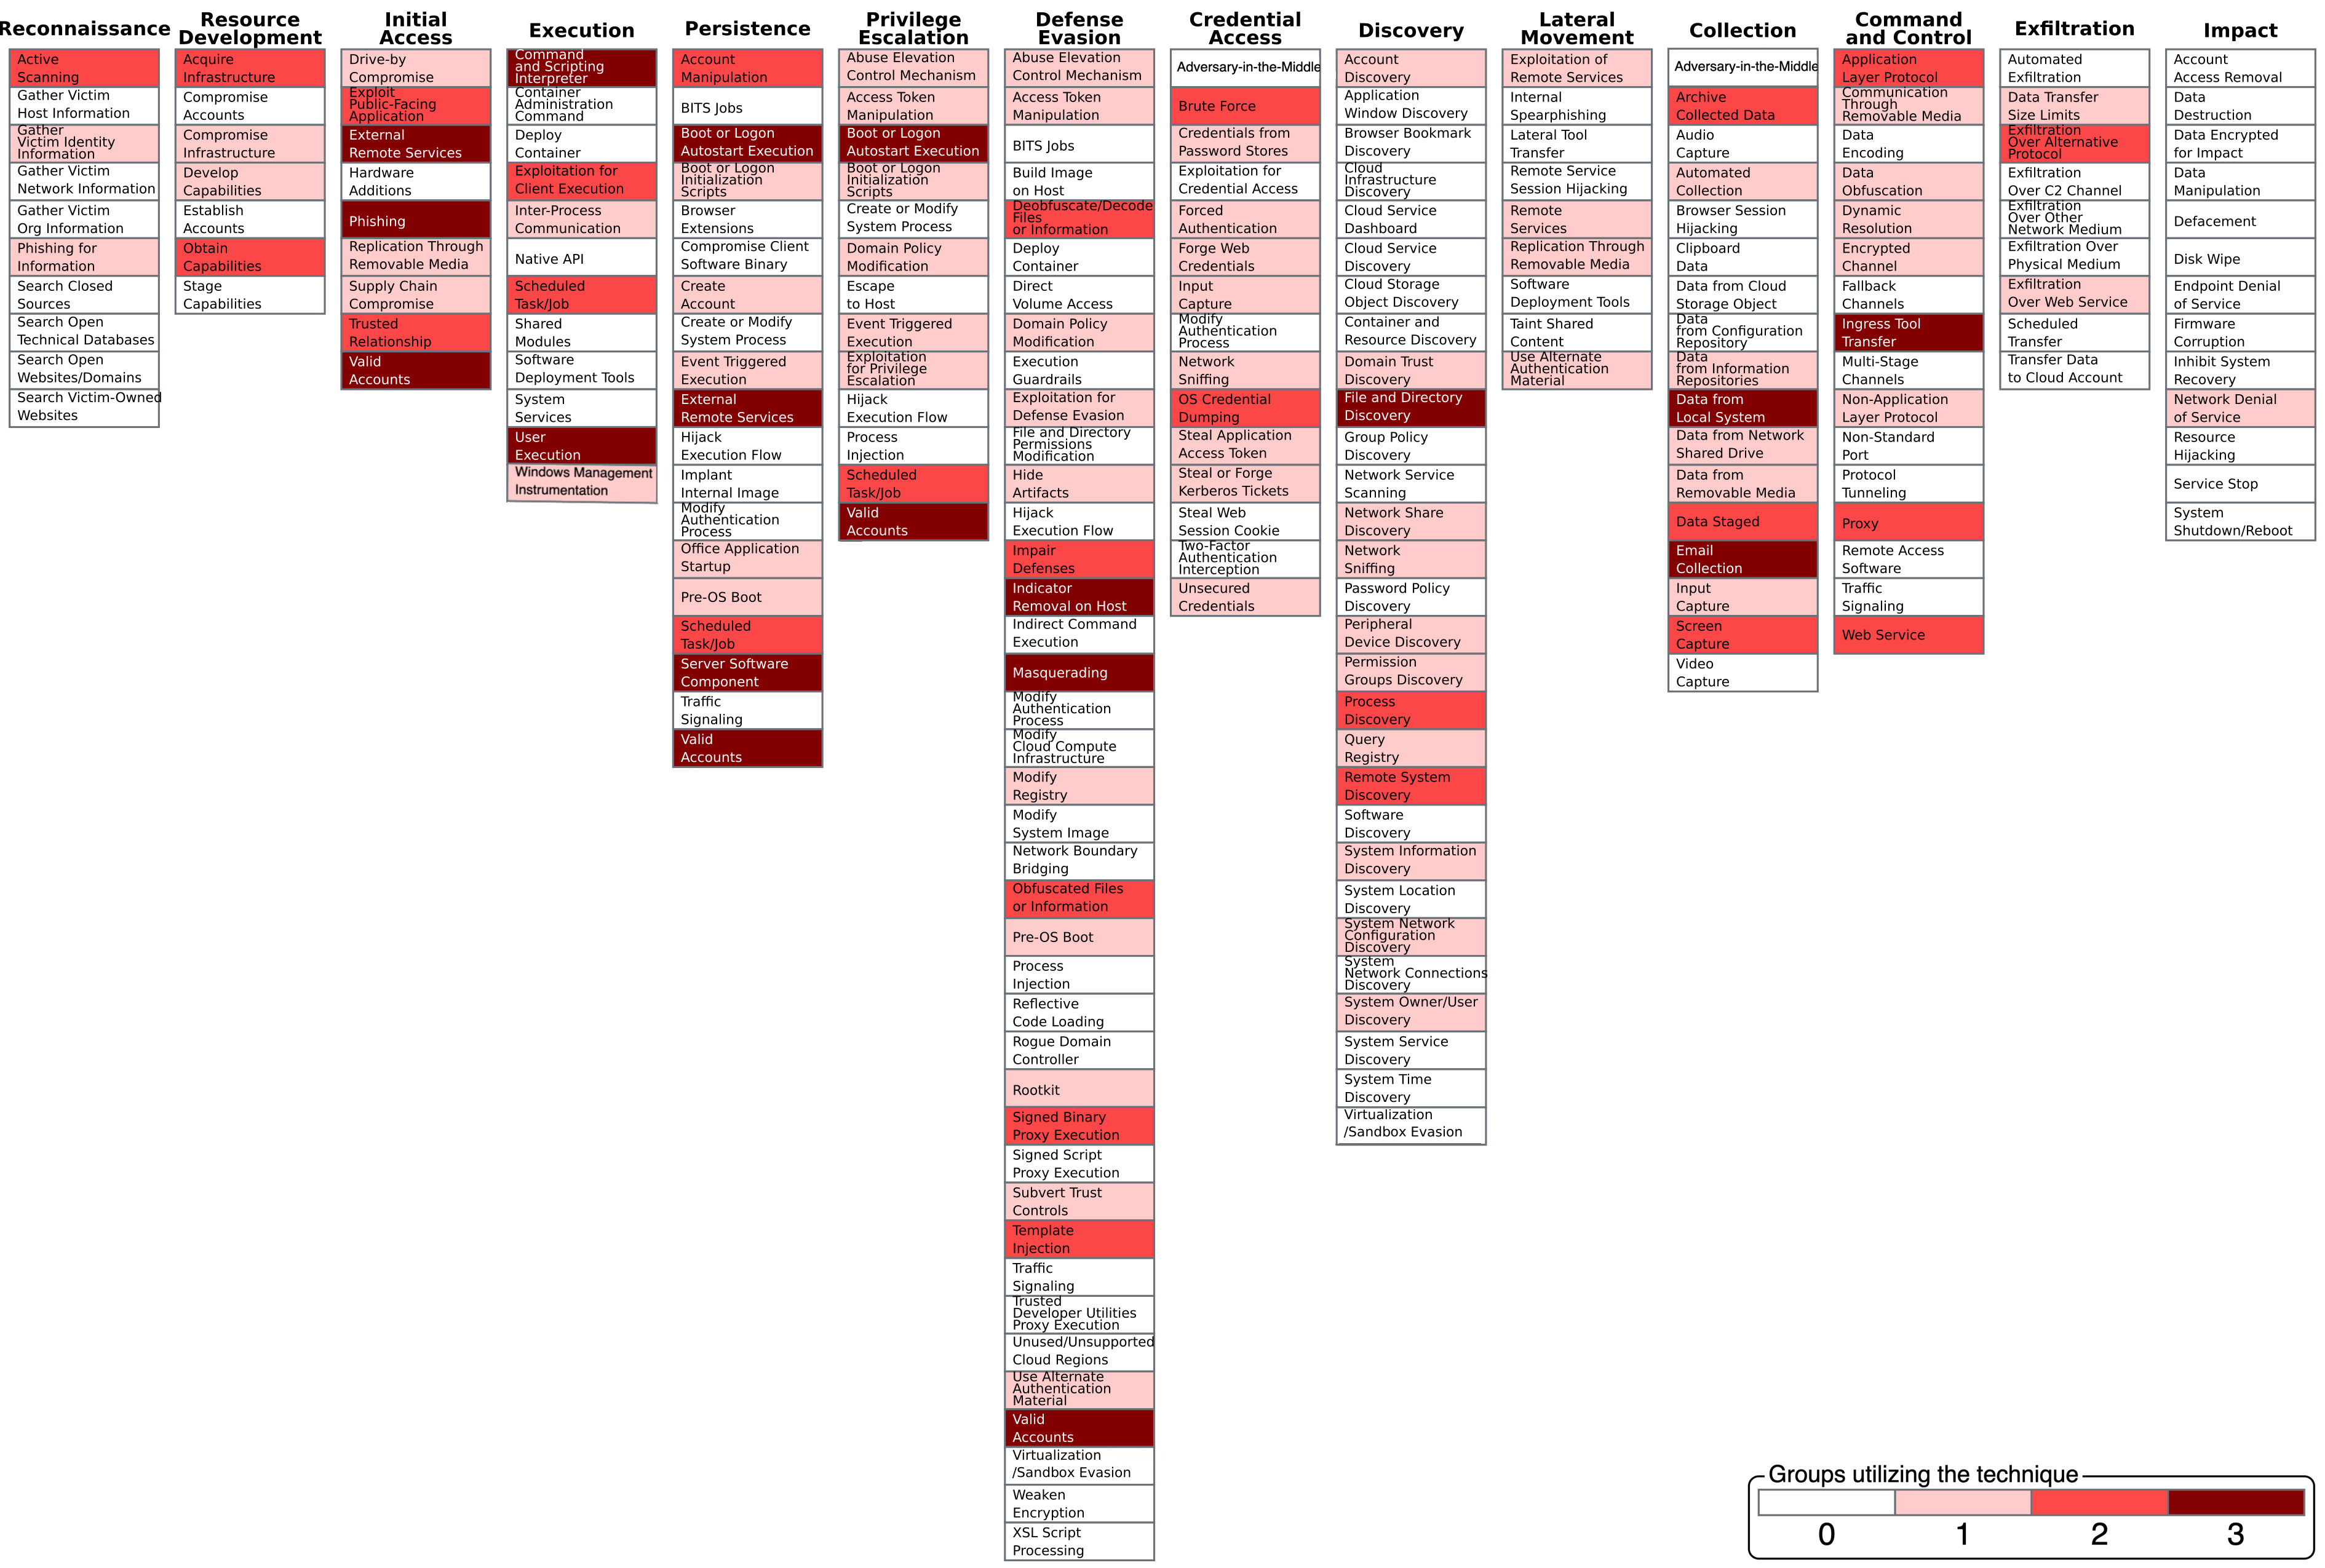 Reconnaissance
Active
Scanning
Gather Victim
Host Information
Gather
Victim Identity
Information
Gather Victim
Network Information
Gather Victim
Org Information
Phishing for
Information
Search Closed
Sources
Search Open
Technical Databases
Search Open
Websites/Domains
Search Victim-Owned
Websites
Resource
Development
Acquire
Infrastructure
Compromise
Accounts
Compromise
Infrastructure
Develop
Capabilities
Establish
Accounts
Obtain
Capabilities
Stage
Capabilities
Initial
Access
Drive-by
Compromise
Exploit
Public-Facing
Application
External
Remote Services
Hardware
Additions
Phishing
Replication Through
Removable Media
Supply Chain
Compromise
Trusted
Relationship
Valid
Accounts
Execution
Command
and Scripting
Interpreter
Container
Administration
Command
Deploy
Container
Exploitation for
Client Execution
Inter-Process
Communication
Native API
Scheduled
Task/Job
Shared
Modules
Software
Deployment Tools
System
Services
User
Execution
Windows Management
Instrumentation
Persistence
Account
Manipulation
BITS Jobs
Boot or Logon
Autostart Execution
Boot or Logon
Initialization
Scripts
Browser
Extensions
Compromise Client
Software Binary
Create
Account
Create or Modify
System Process
Event Triggered
Execution
External
Remote Services
Hijack
Execution Flow
Implant
Internal Image
Modify
Authentication
Process
Office Application
Startup
Pre-OS Boot
Scheduled
Task/Job
Server Software
Component
Traffic
Signaling
Valid
Accounts
Privilege
Escalation
Abuse Elevation
Control Mechanism
Access Token
Manipulation
Boot or Logon
Autostart Execution
Boot or Logon
Initialization
Scripts
Create or Modify
System Process
Domain Policy
Modification
Escape
to Host
Event Triggered
Execution
Exploitation
for Privilege
Escalation
Hijack
Execution Flow
Process
Injection
Scheduled
Task/Job
Valid
Accounts
Defense
Evasion
Abuse Elevation
Control Mechanism
Access Token
Manipulation
BITS Jobs
Build Image
on Host
Deobfuscate/Decode
Files
or Information
Deploy
Container
Direct
Volume Access
Domain Policy
Modification
Execution
Guardrails
Exploitation for
Defense Evasion
File and Directory
Permissions
Modification
Hide
Artifacts
Hijack
Execution Flow
Impair
Defenses
Indicator
Removal on Host
Indirect Command
Execution
Masquerading
Modify
Authentication
Process
Modify
Cloud Compute
Infrastructure
Modify
Registry
Modify
System Image
Network Boundary
Bridging
Obfuscated Files
or Information
Pre-OS Boot
Process
Injection
Reflective
Code Loading
Rogue Domain
Controller
Rootkit
Signed Binary
Proxy Execution
Signed Script
Proxy Execution
Subvert Trust
Controls
Template
Injection
Traffic
Signaling
Trusted
Developer Utilities
Proxy Execution
Unused/Unsupported
Cloud Regions
Use Alternate
Authentication
Material
Valid
Accounts
Virtualization
/Sandbox Evasion
Weaken
Encryption
XSL Script
Processing
Credential
Access
Adversary-in-the-Middle
Brute Force
Credentials from
Password Stores
Exploitation for
Credential Access
Forced
Authentication
Forge Web
Credentials
Input
Capture
Modify
Authentication
Process
Network
Sniffing
OS Credential
Dumping
Steal Application
Access Token
Steal or Forge
Kerberos Tickets
Steal Web
Session Cookie
Two-Factor
Authentication
Interception
Unsecured
Credentials
Discovery
Account
Discovery
Application
Window Discovery
Browser Bookmark
Discovery
Cloud
Infrastructure
Discovery
Cloud Service
Dashboard
Cloud Service
Discovery
Cloud Storage
Object Discovery
Container and
Resource Discovery
Domain Trust
Discovery
File and Directory
Discovery
Group Policy
Discovery
Network Service
Scanning
Network Share
Discovery
Network
Sniffing
Password Policy
Discovery
Peripheral
Device Discovery
Permission
Groups Discovery
Process
Discovery
Query
Registry
Remote System
Discovery
Software
Discovery
System Information
Discovery
System Location
Discovery
System Network
Configuration
Discovery
System
Network Connections
Discovery
System Owner/User
Discovery
System Service
Discovery
System Time
Discovery
Virtualization
/Sandbox Evasion
Lateral
Movement
Exploitation of
Remote Services
Internal
Spearphishing
Lateral Tool
Transfer
Remote Service
Session Hijacking
Remote
Services
Replication Through
Removable Media
Software
Deployment Tools
Taint Shared
Content
Use Alternate
Authentication
Material
Collection
Adversary-in-the-Middle
Archive
Collected Data
Audio
Capture
Automated
Collection
Browser Session
Hijacking
Clipboard
Data
Data from Cloud
Storage Object
Data
from Configuration
Repository
Data
from Information
Repositories
Data from
Local System
Data from Network
Shared Drive
Data from
Removable Media
Data Staged
Email
Collection
Input
Capture
Screen
Capture
Video
Capture
Command
and Control
Application
Layer Protocol
Communication
Through
Removable Media
Data
Encoding
Data
Obfuscation
Dynamic
Resolution
Encrypted
Channel
Fallback
Channels
Ingress Tool
Transfer
Multi-Stage
Channels
Non-Application
Layer Protocol
Non-Standard
Port
Protocol
Tunneling
Proxy
Remote Access
Software
Traffic
Signaling
Web Service
Exfiltration
Automated
Exfiltration
Data Transfer
Size Limits
Exfiltration
Over Alternative
Protocol
Exfiltration
Over C2 Channel
Exfiltration
Over Other
Network Medium
Exfiltration Over
Physical Medium
Exfiltration
Over Web Service
Scheduled
Transfer
Transfer Data
to Cloud Account
Impact
Account
Access Removal
Data
Destruction
Data Encrypted
for Impact
Data
Manipulation
Defacement
Disk Wipe
Endpoint Denial
of Service
Firmware
Corruption
Inhibit System
Recovery
Network Denial
of Service
Resource
Hijacking
Service Stop
System
Shutdown/Reboot
Groups utilizing the technique
0 1 2 3